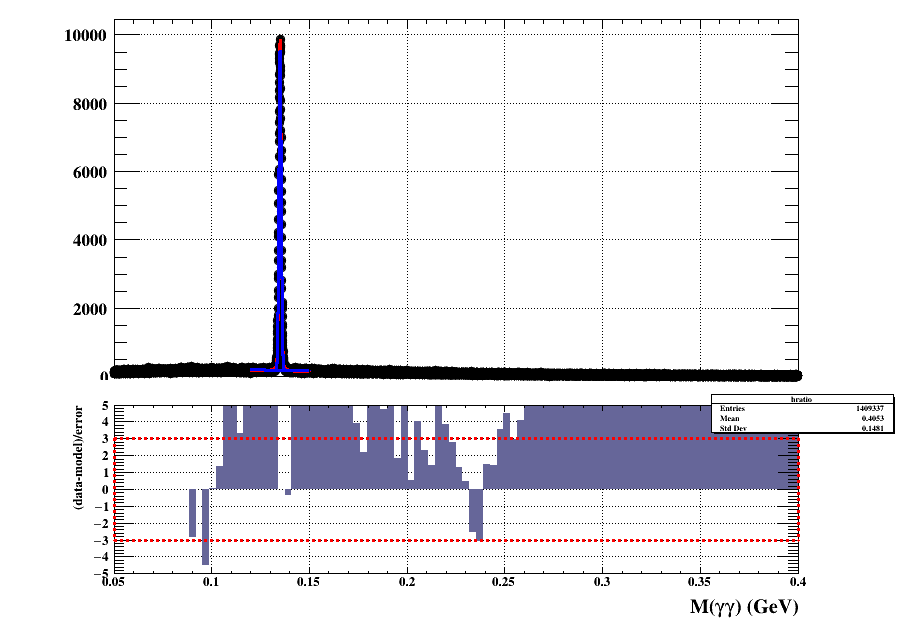 10000
8000
6000
4000
2000
0
(data-model)/error
5
4
3
2
1
0
−1
−2
−3
−4
−5
hratio
Entries 1409337
Mean 0.4053
Std Dev 0.1481
0.05 0.1 0.15 0.2 0.25 0.3 0.35 0.4
M(γγ) (GeV)